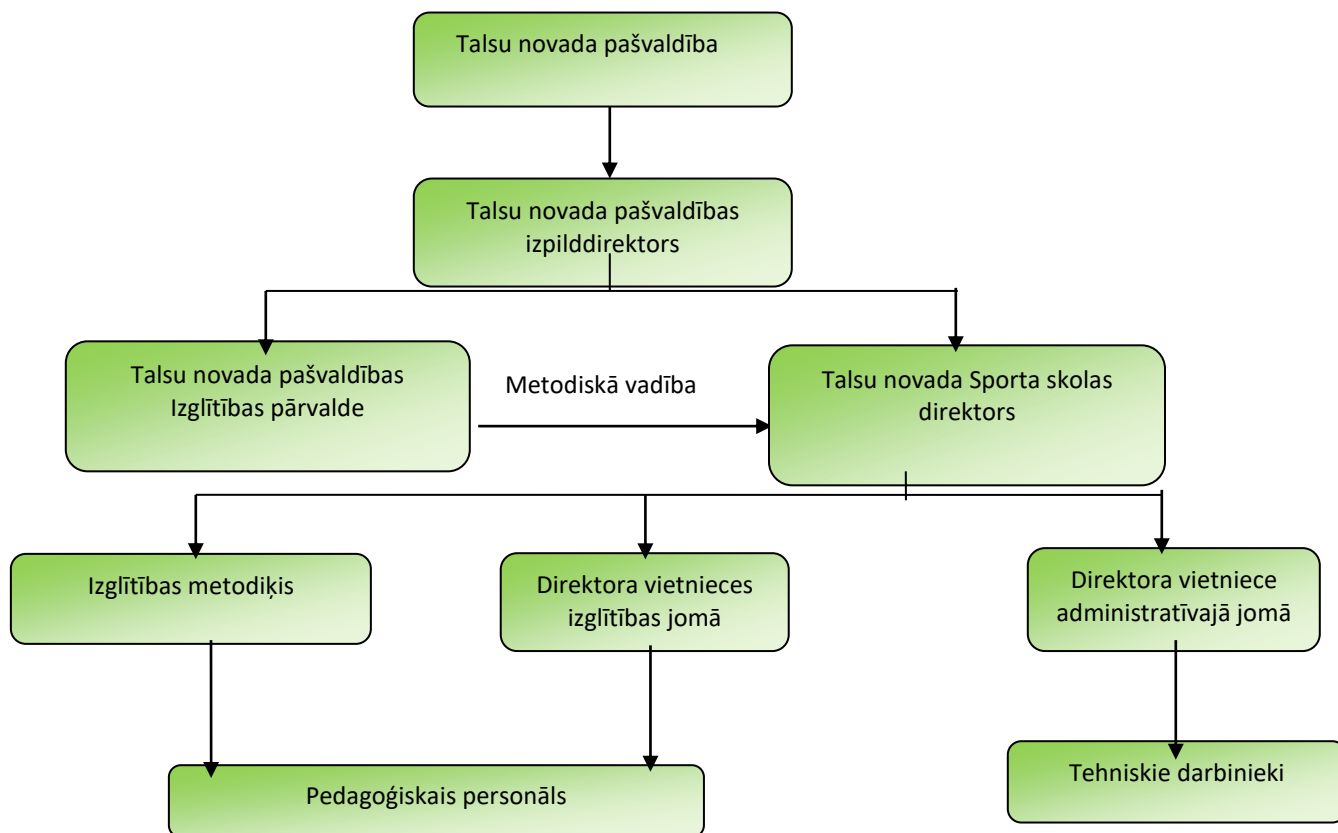 Talsu novada pašvaldība
Talsu novada pašvaldības
izpilddirektors
Talsu novada pašvaldības
Izglītības pārvalde
Metodiskā vadība
Talsu novada Sporta skolas
direktors
Izglītības metodiķis
Direktora vietnieces
izglītības jomā
Direktora vietniece
administratīvajā jomā
Pedagoģiskais personāls
Tehniskie darbinieki